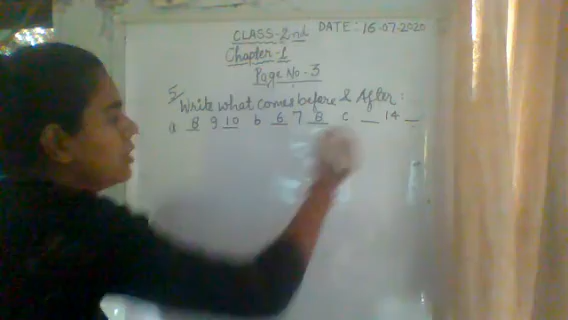 CLASS-2nd DATE: 16-07-2020
Chapter-1
Page No-3
5/ Write what comes before & After:
a 8 9 10 b 6 7 8 c __ 14 __